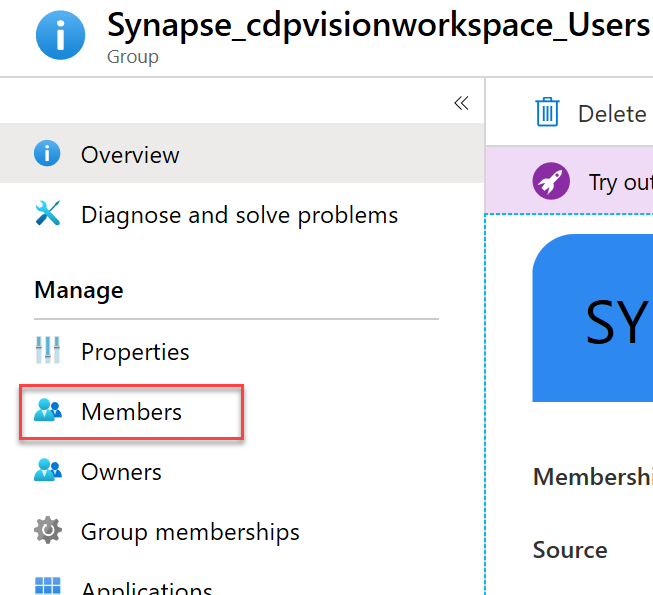 Synapse_cdpvisionworkspace_Users
Group
«
Delete
Overview
Try out
Diagnose and solve problems
SY
Manage
Properties
Members
Owners
Group memberships
Applications
Membershi
Source